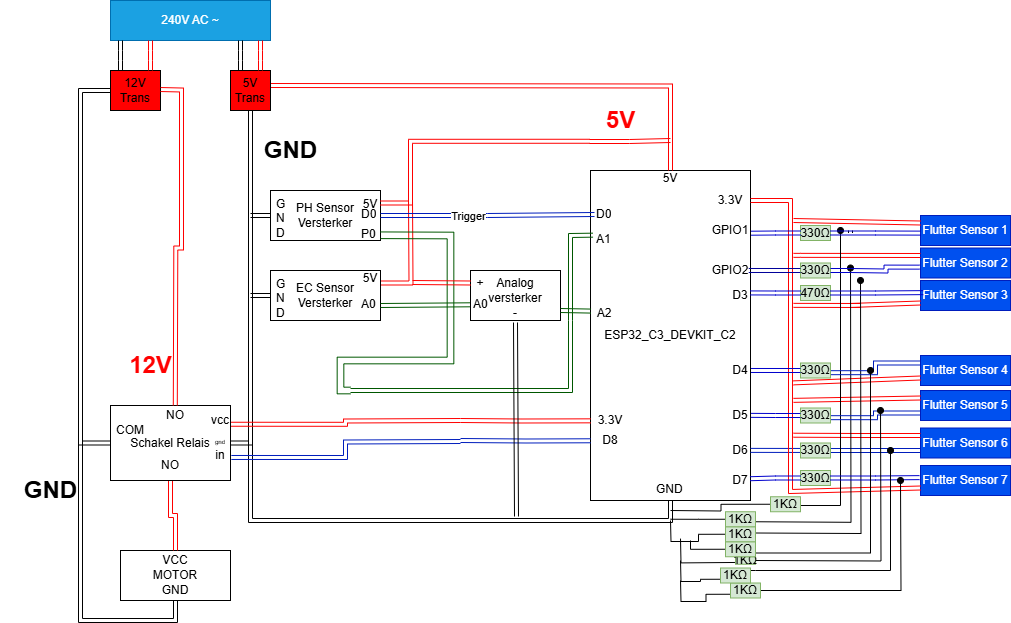 240V AC ~
12V
Trans
5V
Trans
5V
GND
5V
3.3V
G
N
D
PH Sensor
Versterker
5V
D0
P0
Trigger
D0
A1
GPIO1
330Ω
Flutter Sensor 1
GPIO2
330Ω
Flutter Sensor 2
D3
470Ω
Flutter Sensor 3
G
N
D
EC Sensor
Versterker
5V
A0
+
Analog
A0
versterker
-
A2
ESP32_C3_DEVKIT_C2
12V
D4
330Ω
Flutter Sensor 4
NO
vcc
COM
Schakel Relais
gnd
in
NO
3.3V
D8
D5
330Ω
Flutter Sensor 5
D6
330Ω
Flutter Sensor 6
D7
330Ω
Flutter Sensor 7
GND
GND
1KΩ
1KΩ
1KΩ
1KΩ
1KΩ
1KΩ
1KΩ
VCC
MOTOR
GND